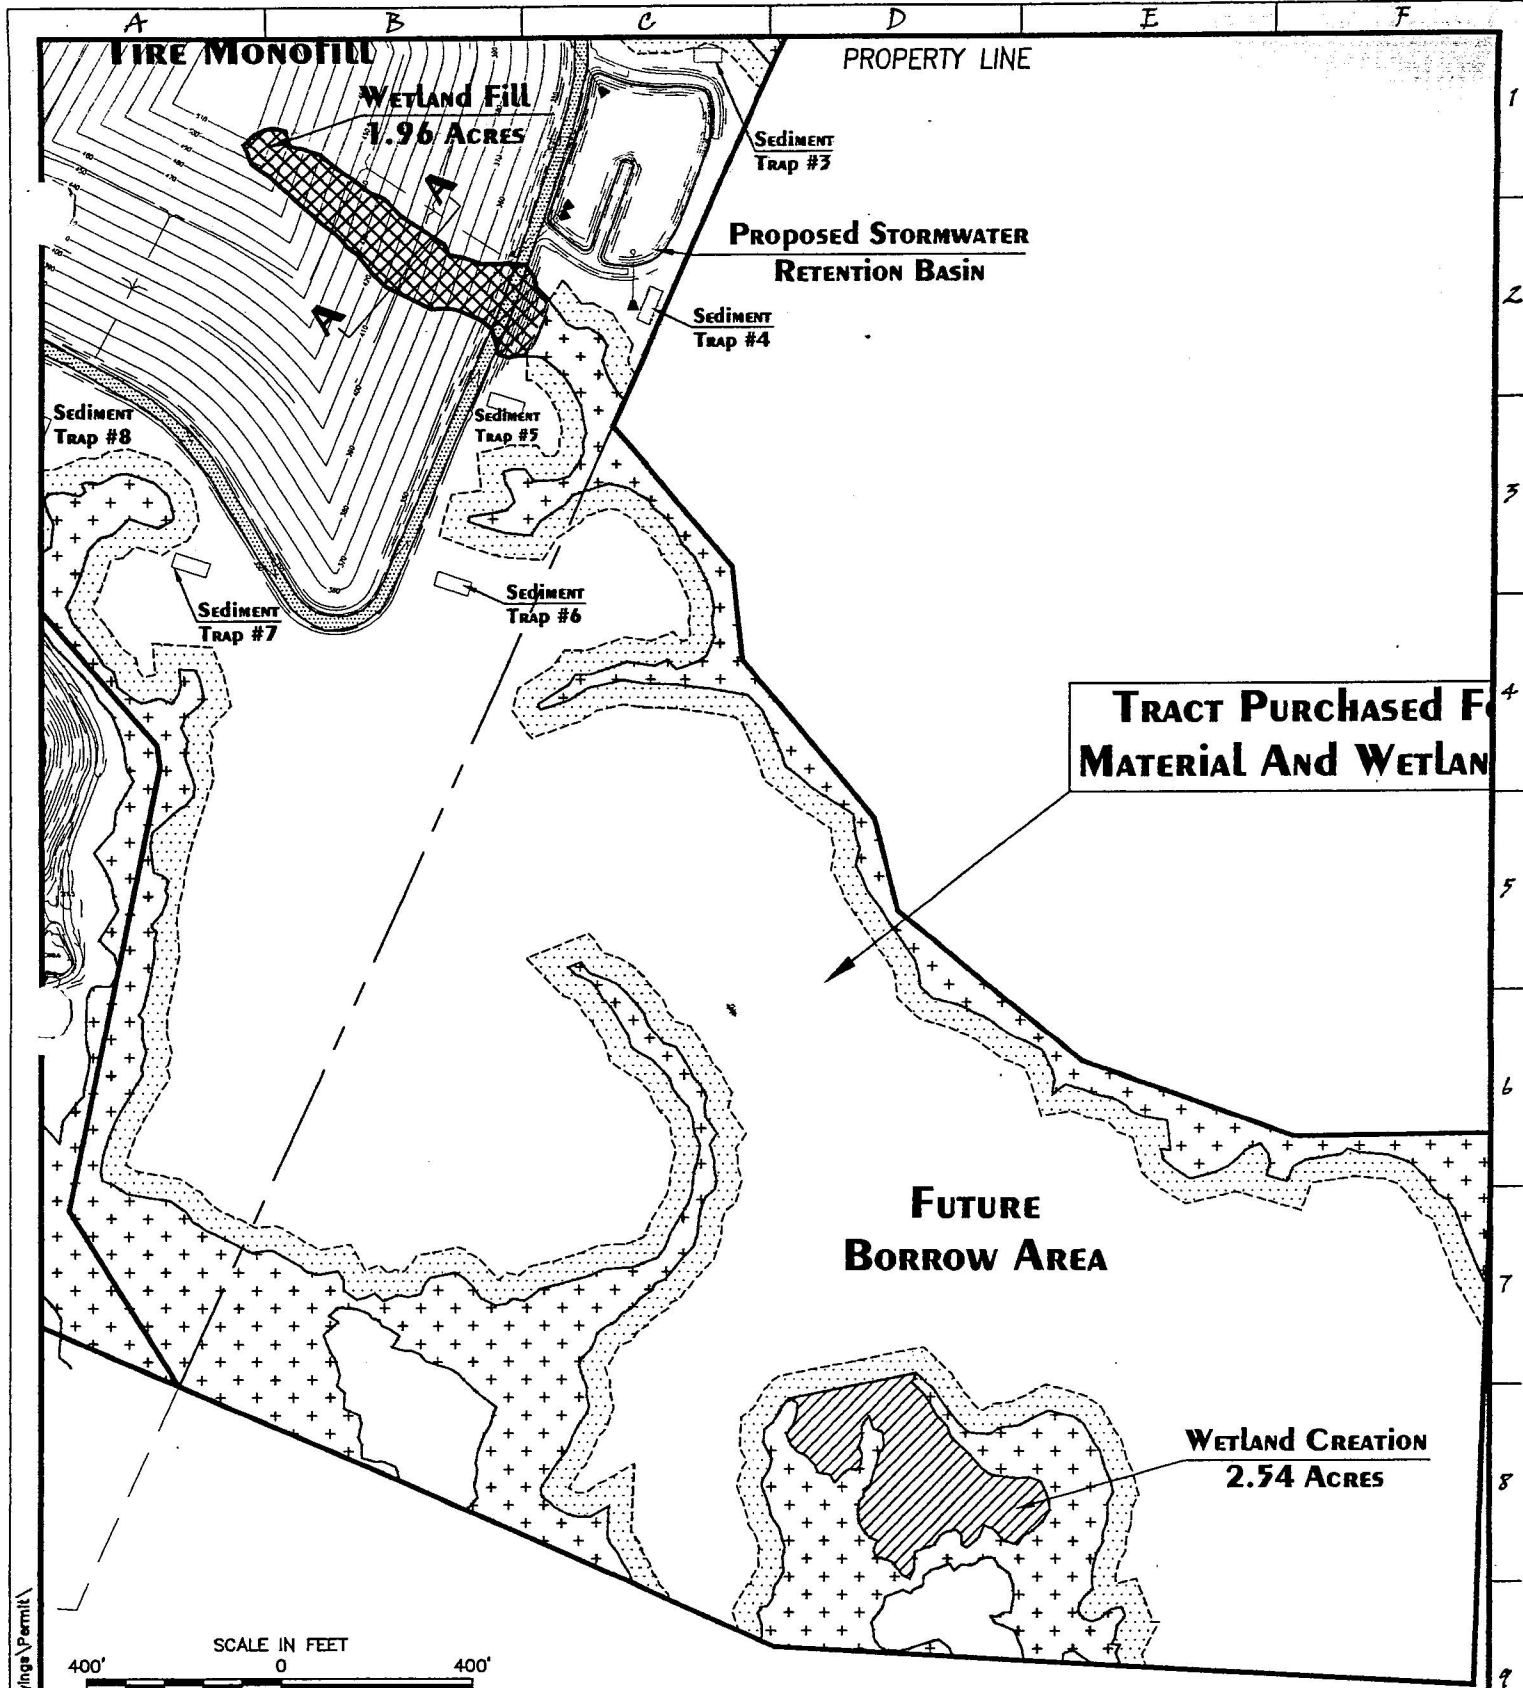 A B C D E F
TIRE MONOFILL
PROPERTY LINE
WETLAND FILL
1.96 ACRES
1
SEDIMENT
TRAP #3
A
PROPOSED STORMWATER
RETENTION BASIN
2
A
SEDIMENT
TRAP #4
SEDIMENT
TRAP #8
SEDIMENT
TRAP #5
3
SEDIMENT
TRAP #6
SEDIMENT
TRAP #7
4
TRACT PURCHASED F
MATERIAL AND WETLAN
5
6
FUTURE
BORROW AREA
7
WETLAND CREATION
2.54 ACRES
8
SCALE IN FEET
400' 0 400'
9
ings\Permit\